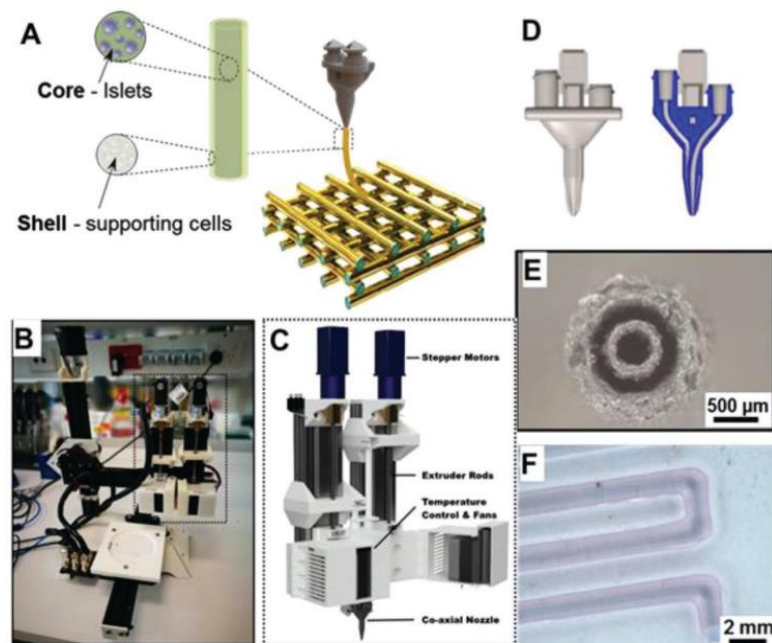 A
Core - Islets
Shell - supporting cells
B
C
Stepper Motors
Extruder Rods
Temperature
Control & Fans
Co-axial Nozzle
D
E
500 µm
F
2 mm